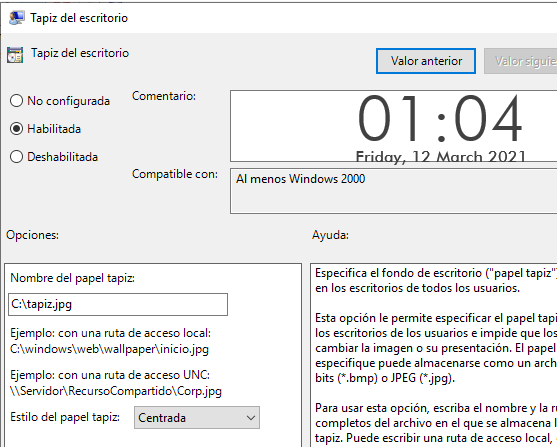 Tapiz del escritorio
Tapiz del escritorio
Valor anterior
Valor siguie
No configurada
Habilitada
Deshabilitada
Comentario:
01:04
Friday, 12 March 2021
Compatible con:
Al menos Windows 2000
Opciones:
Ayuda:
Nombre del papel tapiz:
C:\tapiz.jpg
Ejemplo: con una ruta de acceso local:
C:\windows\web\wallpaper\inicio.jpg
Ejemplo: con una ruta de acceso UNC:
\\Servidor\RecursoCompartido\Corp.jpg
Estilo del papel tapiz:
Centrada
Especifica el fondo de escritorio ("papel tapiz")
en los escritorios de todos los usuarios.
Esta opción le permite especificar el papel tapi
los escritorios de los usuarios e impide que los
cambiar la imagen o su presentación. El papel
especifique puede almacenarse como un arch
bits (*.bmp) o JPEG (*.jpg).
Para usar esta opción, escriba el nombre y la ru
completos del archivo en el que se almacena l
tapiz. Puede escribir una ruta de acceso local,